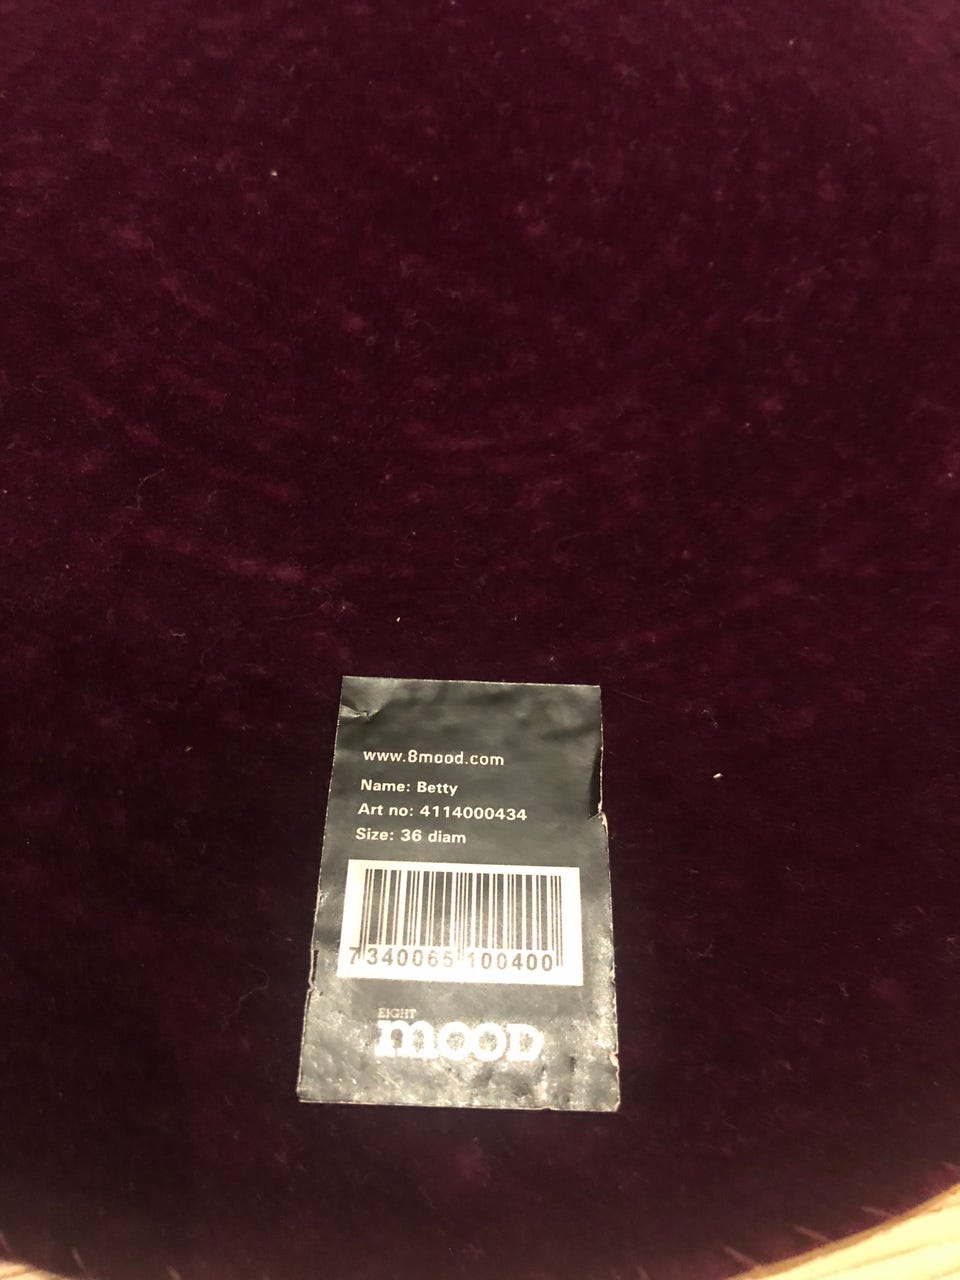 www.8mood.com
Name: Betty
Art no: 4114000434
Size: 36 diam
7 340065 100400
EIGHT
mOOD